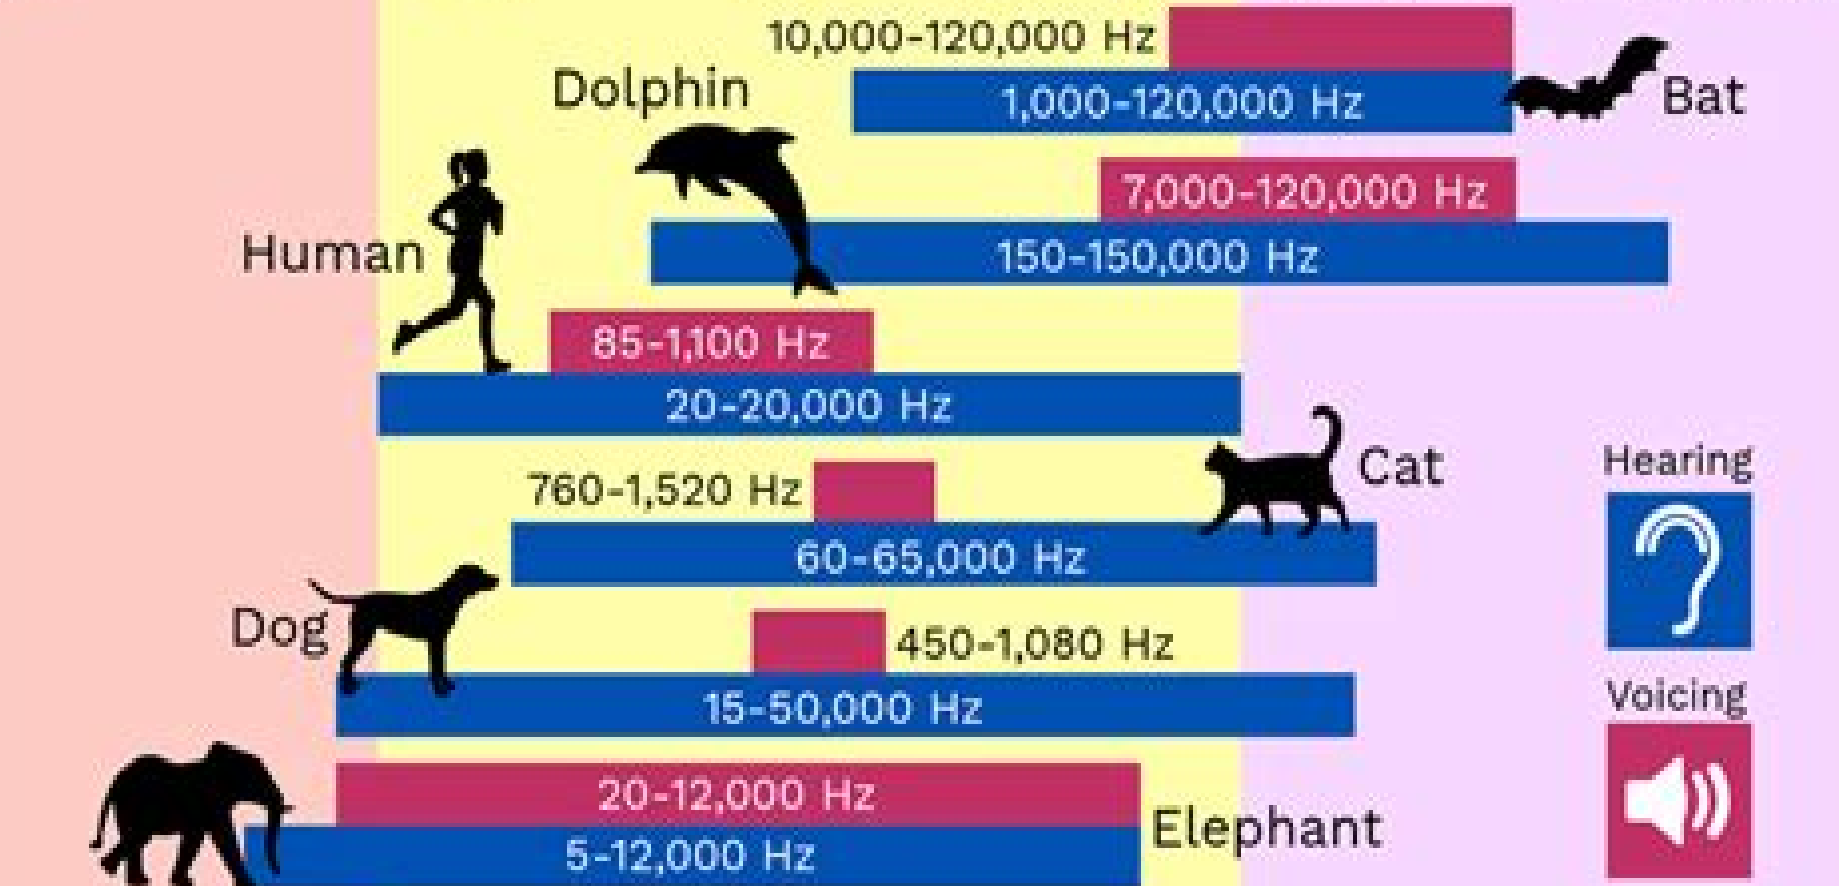 10,000-120,000 Hz
Dolphin
1,000-120,000 Hz
Bat
7,000-120,000 Hz
Human
150-150,000 Hz
85-1,100 Hz
20-20,000 Hz
Cat
Hearing
760-1,520 Hz
60-65,000 Hz
Dog
450-1,080 Hz
15-50,000 Hz
Voicing
20-12,000 Hz
Elephant
5-12,000 Hz